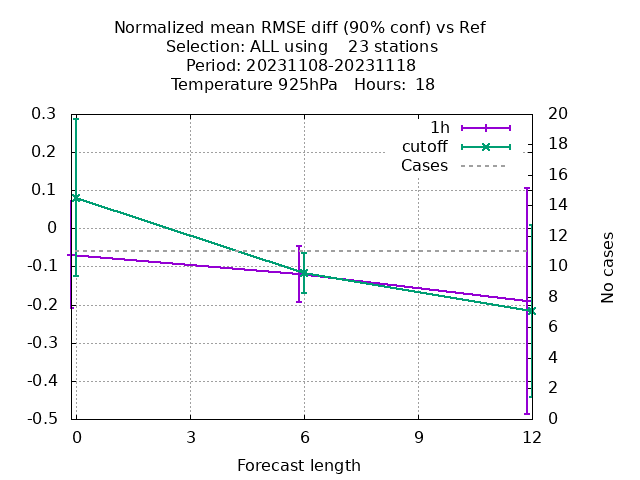 Normalized mean RMSE diff (90% conf) vs Ref
Selection: ALL using    23 stations
Period: 20231108-20231118
Temperature 925hPa   Hours:  18
1h
cutoff
Cases
0.3
0.2
0.1
0
-0.1
-0.2
-0.3
-0.4
-0.5
20
18
16
14
12
10
8
6
4
2
0
No cases
0 3 6 9 12
Forecast length